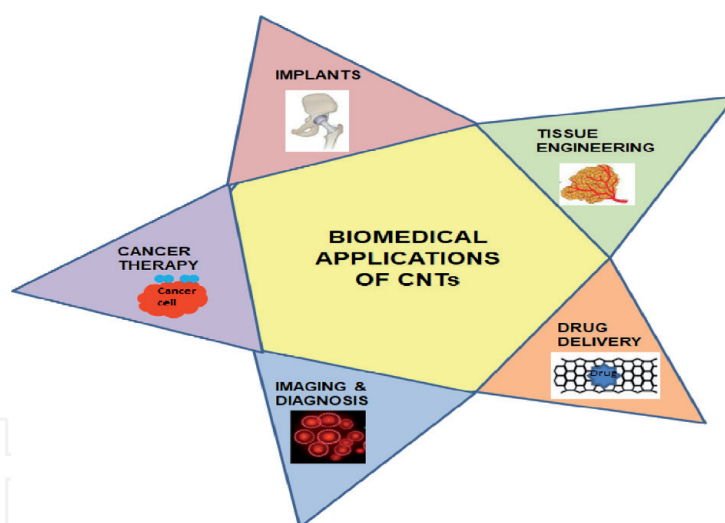 IMPLANTS
TISSUE
ENGINEERING
BIOMEDICAL
APPLICATIONS
OF CNTs
CANCER
THERAPY
Cancer
cell
DRUG
DELIVERY
Drug
IMAGING &
DIAGNOSIS